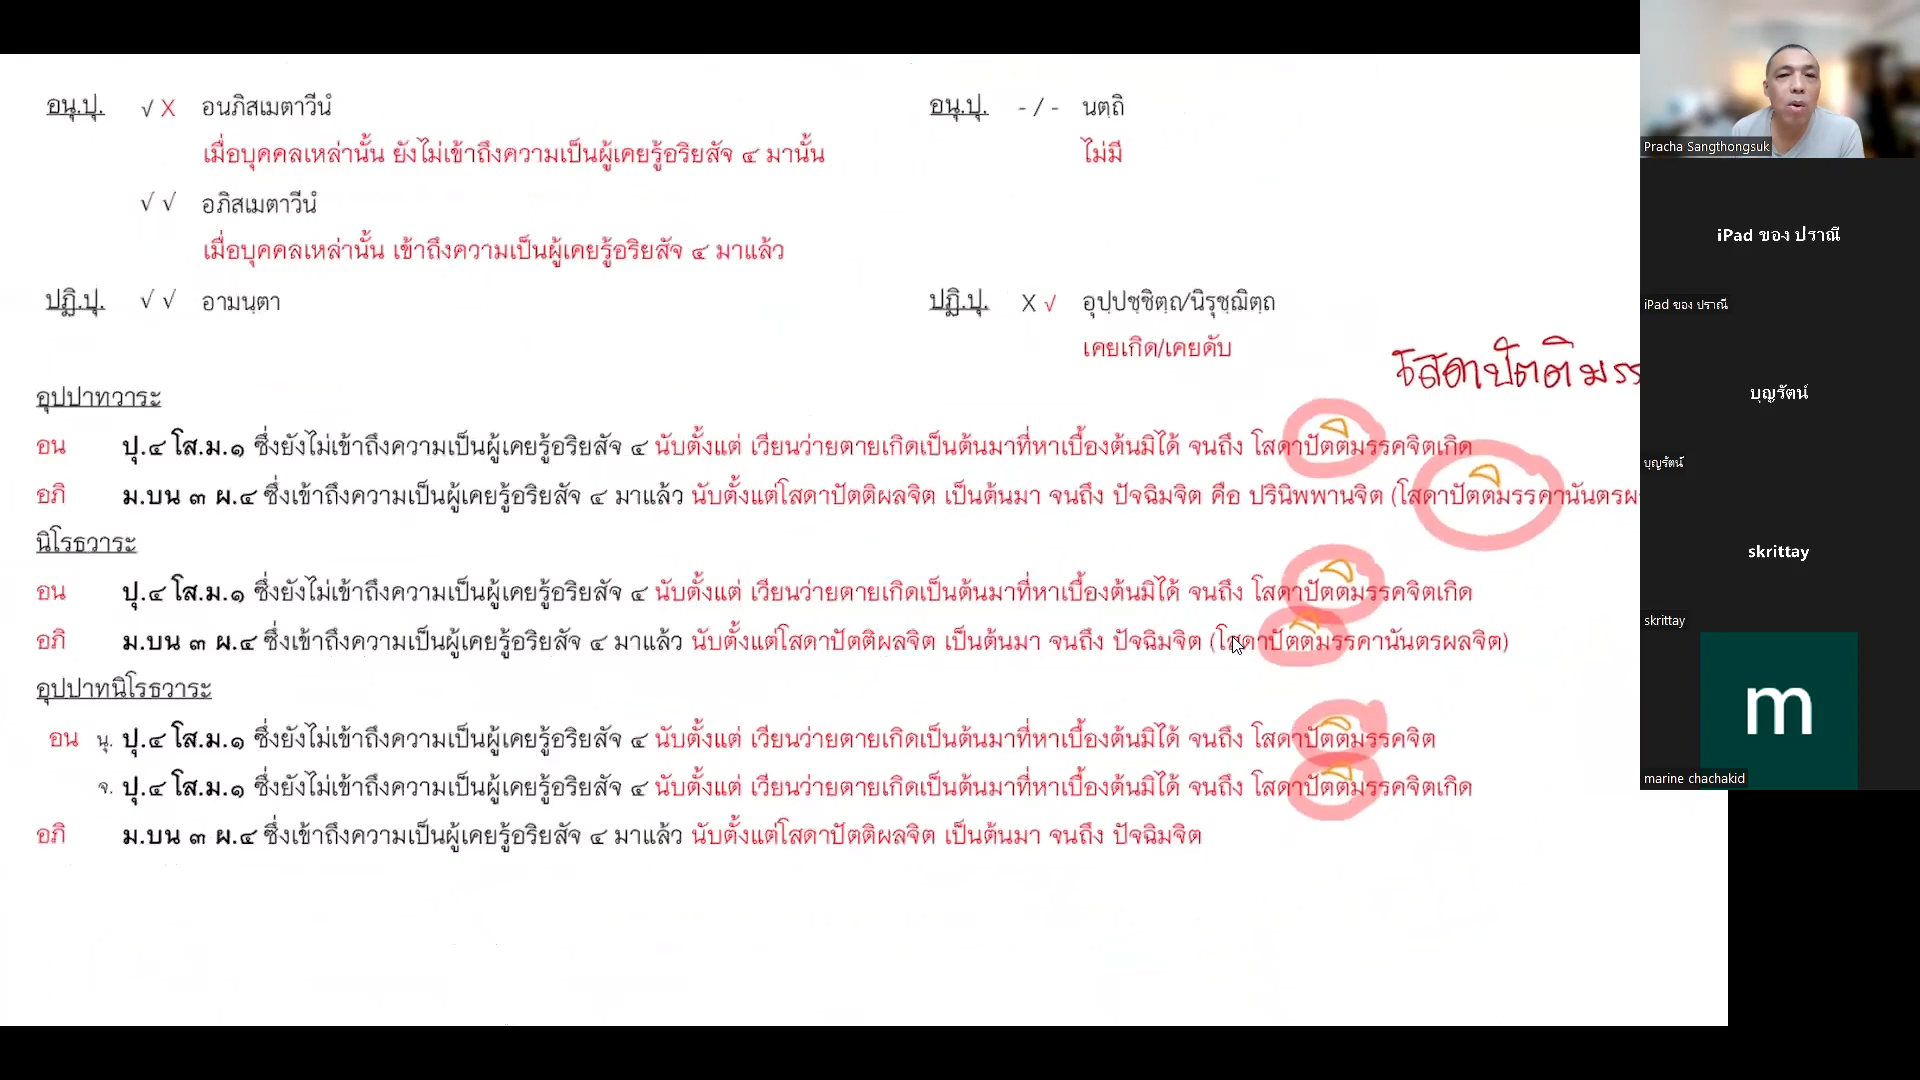 อนุ.ปุ. √ X อนภิสเมตาวีนํ
เมื่อบุคคลเหล่านั้น ยังไม่เข้าถึงความเป็นผู้เคยรู้อริยสัจ ๔ มานั้น
√ √ อภิสเมตาวีนํ
เมื่อบุคคลเหล่านั้น เข้าถึงความเป็นผู้เคยรู้อริยสัจ ๔ มาแล้ว
ปฏิ.ปุ. √ √ อามนฺตา
อนุ.ปุ. - / - นตฺถิ
ไม่มี
ปฏิ.ปุ. X √ อุปฺปชฺชิตฺถ/นิรุชฺฌิตฺถ
เคยเกิด/เคยดับ
โสดาปัตติมรร
อุปปาทวาระ
อน ปุ.๔ โส.ม.๑ ซึ่งยังไม่เข้าถึงความเป็นผู้เคยรู้อริยสัจ ๔ นับตั้งแต่ เวียนว่ายตายเกิดเป็นต้นมาที่หาเบื้องต้นมิได้ จนถึง โสดาปัตติมรรคจิตเกิด
อภิ ม.บน ๓ ผ.๔ ซึ่งเข้าถึงความเป็นผู้เคยรู้อริยสัจ ๔ มาแล้ว นับตั้งแต่โสดาปัตติผลจิต เป็นต้นมา จนถึง ปัจฉิมจิต คือ ปรินิพพานจิต (โสดาปัตติมรรคานันตรผ
นิโรธวาระ
อน ปุ.๔ โส.ม.๑ ซึ่งยังไม่เข้าถึงความเป็นผู้เคยรู้อริยสัจ ๔ นับตั้งแต่ เวียนว่ายตายเกิดเป็นต้นมาที่หาเบื้องต้นมิได้ จนถึง โสดาปัตติมรรคจิตเกิด
อภิ ม.บน ๓ ผ.๔ ซึ่งเข้าถึงความเป็นผู้เคยรู้อริยสัจ ๔ มาแล้ว นับตั้งแต่โสดาปัตติผลจิต เป็นต้นมา จนถึง ปัจฉิมจิต (โสดาปัตติมรรคานันตรผลจิต)
อุปปาทนิโรธวาระ
อน นุ. ปุ.๔ โส.ม.๑ ซึ่งยังไม่เข้าถึงความเป็นผู้เคยรู้อริยสัจ ๔ นับตั้งแต่ เวียนว่ายตายเกิดเป็นต้นมาที่หาเบื้องต้นมิได้ จนถึง โสดาปัตติมรรคจิต
จ. ปุ.๔ โส.ม.๑ ซึ่งยังไม่เข้าถึงความเป็นผู้เคยรู้อริยสัจ ๔ นับตั้งแต่ เวียนว่ายตายเกิดเป็นต้นมาที่หาเบื้องต้นมิได้ จนถึง โสดาปัตติมรรคจิตเกิด
อภิ ม.บน ๓ ผ.๔ ซึ่งเข้าถึงความเป็นผู้เคยรู้อริยสัจ ๔ มาแล้ว นับตั้งแต่โสดาปัตติผลจิต เป็นต้นมา จนถึง ปัจฉิมจิต
Pracha Sangthongsuk
iPad ของ ปราณี
iPad ของ ปราณี
บุญรัตน์
บุญรัตน์
skrittay
skrittay
m
marine chachakid